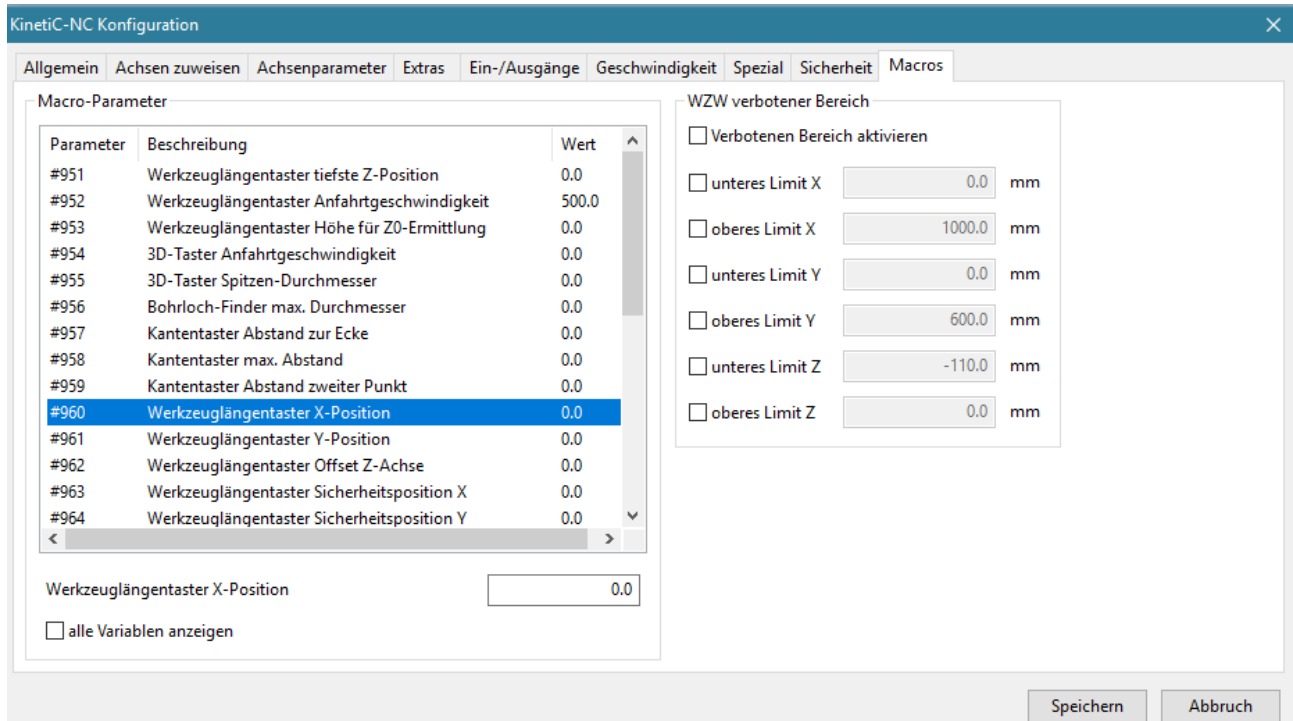 KinetiC-NC Konfiguration
Allgemein Achsen zuweisen Achsenparameter Extras Ein-/Ausgänge Geschwindigkeit Spezial Sicherheit Macros
Macro-Parameter
Parameter Beschreibung Wert
#951 Werkzeuglängentaster tiefste Z-Position 0.0
#952 Werkzeuglängentaster Anfahrtgeschwindigkeit 500.0
#953 Werkzeuglängentaster Höhe für Z0-Ermittlung 0.0
#954 3D-Taster Anfahrtgeschwindigkeit 0.0
#955 3D-Taster Spitzen-Durchmesser 0.0
#956 Bohrloch-Finder max. Durchmesser 0.0
#957 Kantentaster Abstand zur Ecke 0.0
#958 Kantentaster max. Abstand 0.0
#959 Kantentaster Abstand zweiter Punkt 0.0
#960 Werkzeuglängentaster X-Position 0.0
#961 Werkzeuglängentaster Y-Position 0.0
#962 Werkzeuglängentaster Offset Z-Achse 0.0
#963 Werkzeuglängentaster Sicherheitsposition X 0.0
#964 Werkzeuglängentaster Sicherheitsposition Y 0.0
Werkzeuglängentaster X-Position 0.0
alle Variablen anzeigen
WZW verbotener Bereich
Verbotenen Bereich aktivieren
unteres Limit X 0.0 mm
oberes Limit X 1000.0 mm
unteres Limit Y 0.0 mm
oberes Limit Y 600.0 mm
unteres Limit Z -110.0 mm
oberes Limit Z 0.0 mm
Speichern Abbruch